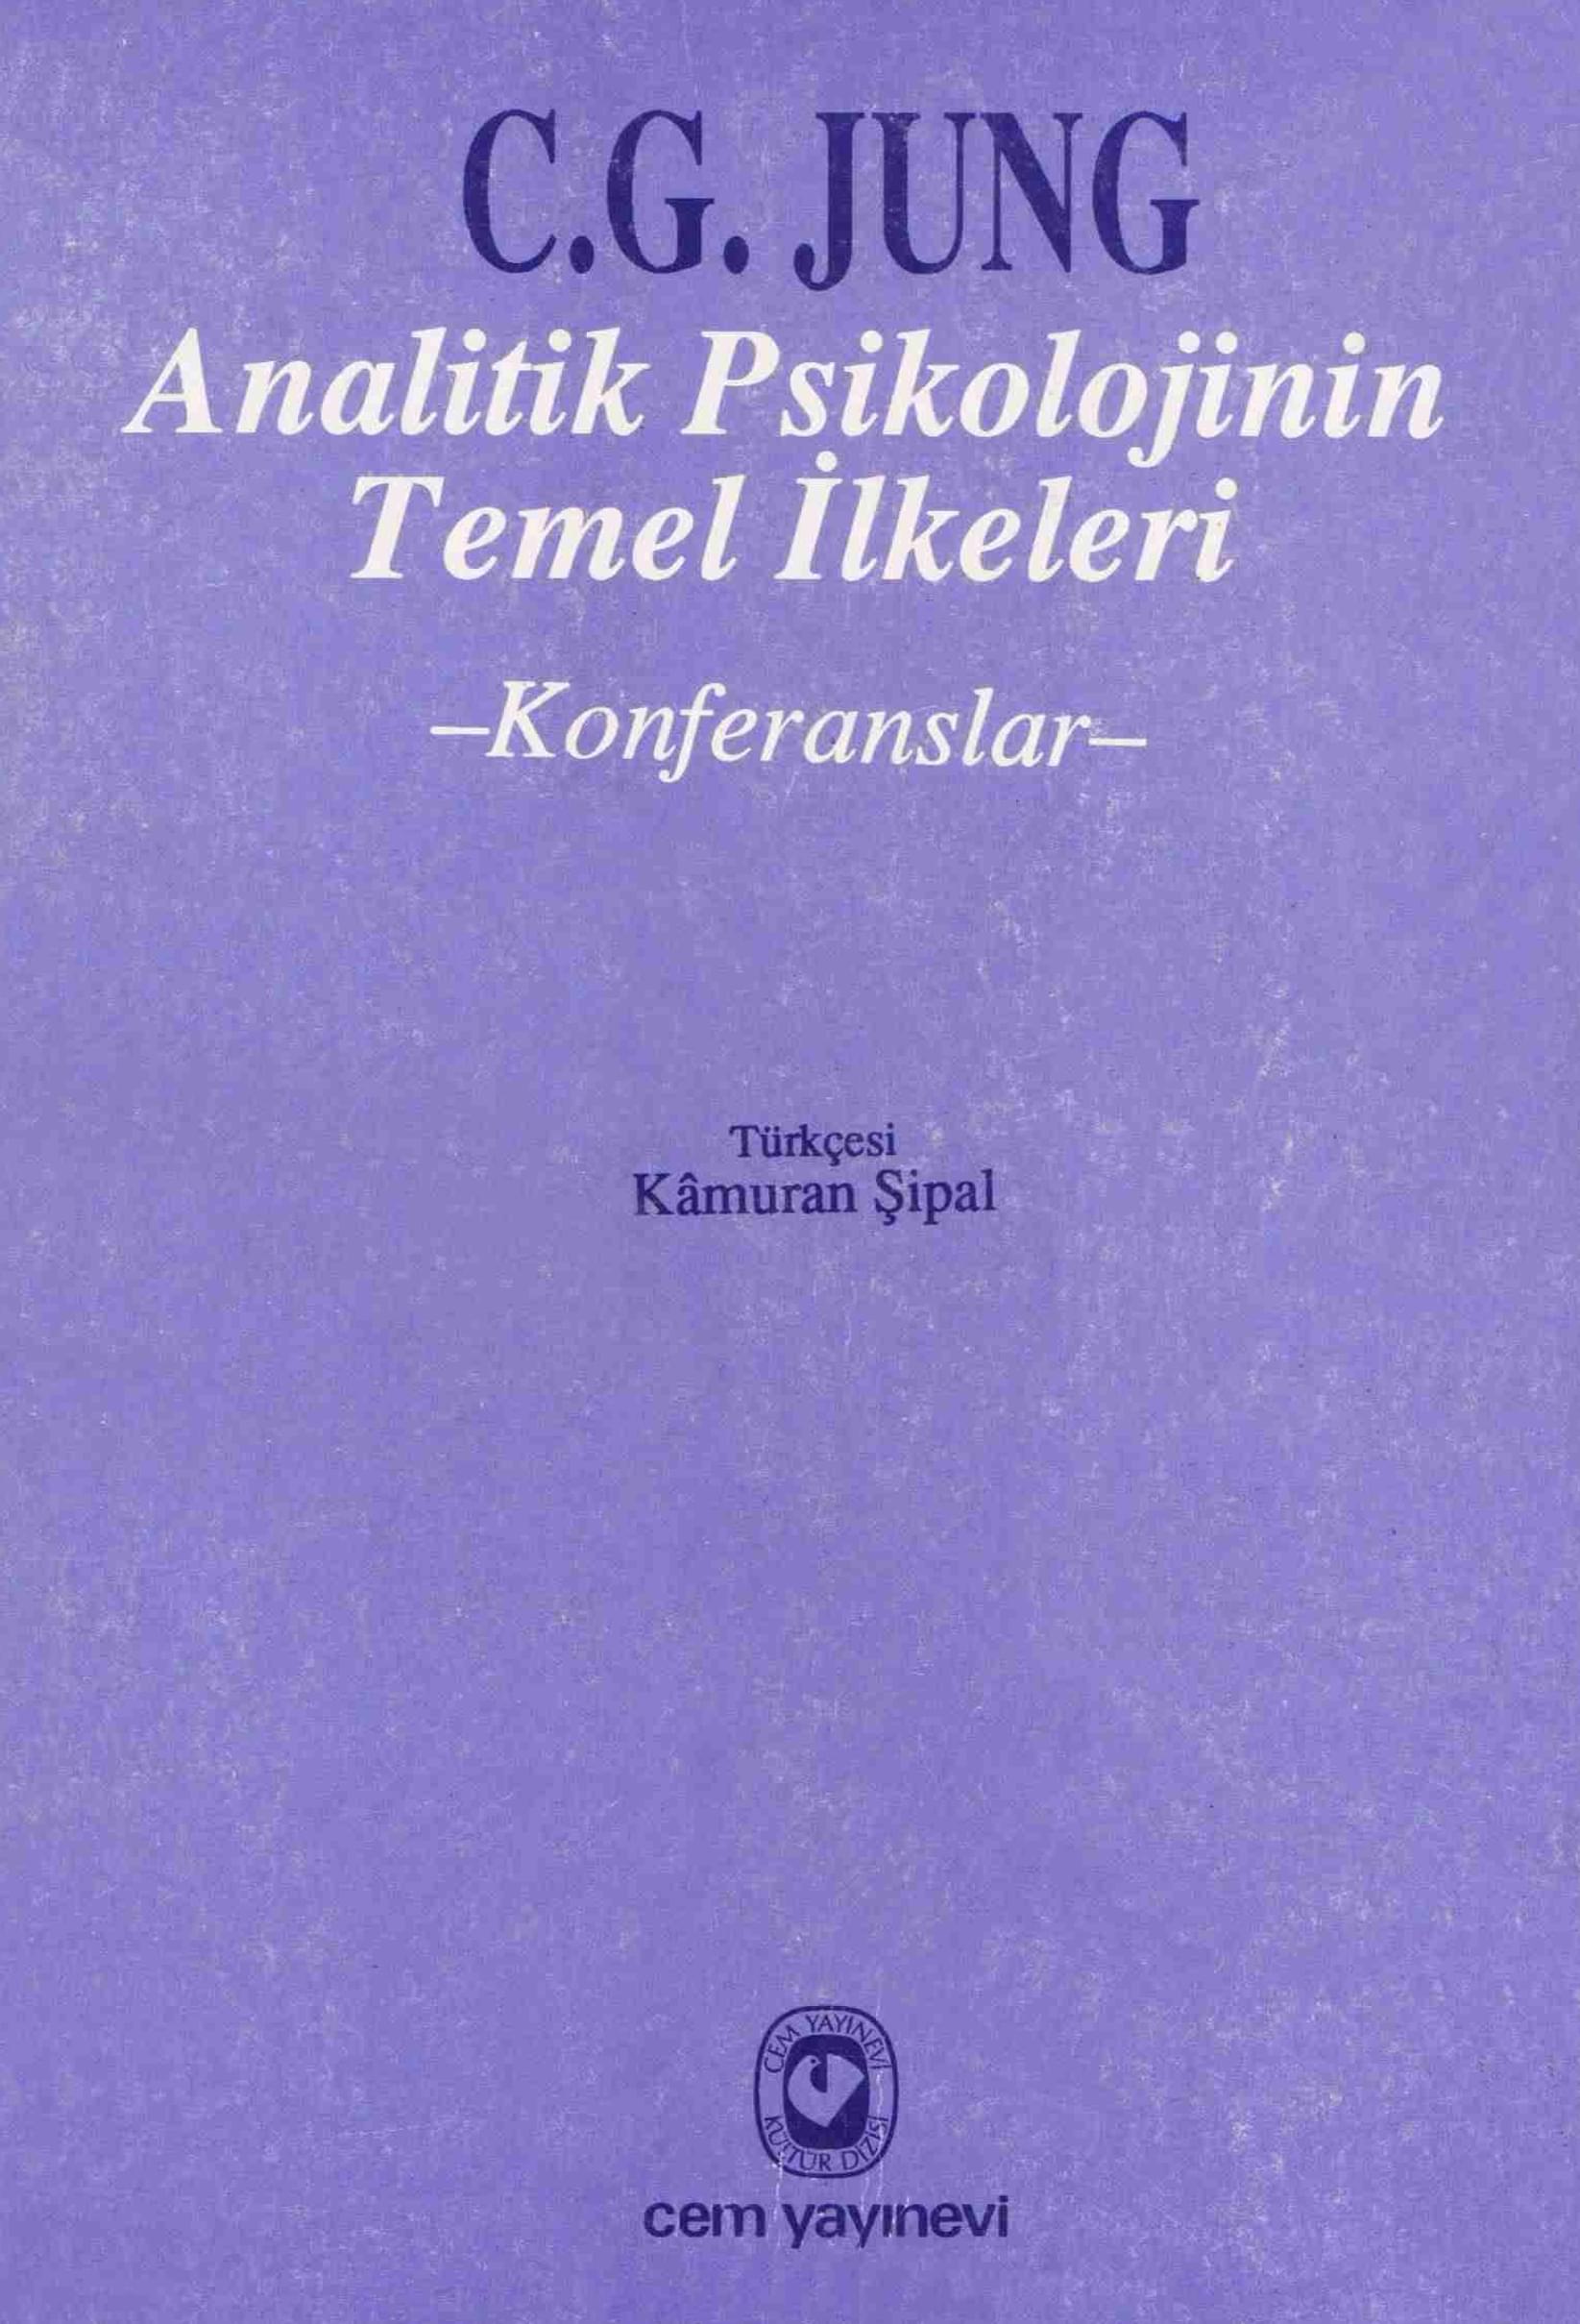 C.G. JUNG
Analitik Psikolojinin
Temel İlkeleri
–Konferanslar–
Türkçesi
Kâmuran Şipal
CEM YAYINEVİ
KÜLTÜR DİZİSİ
cem yayınevi